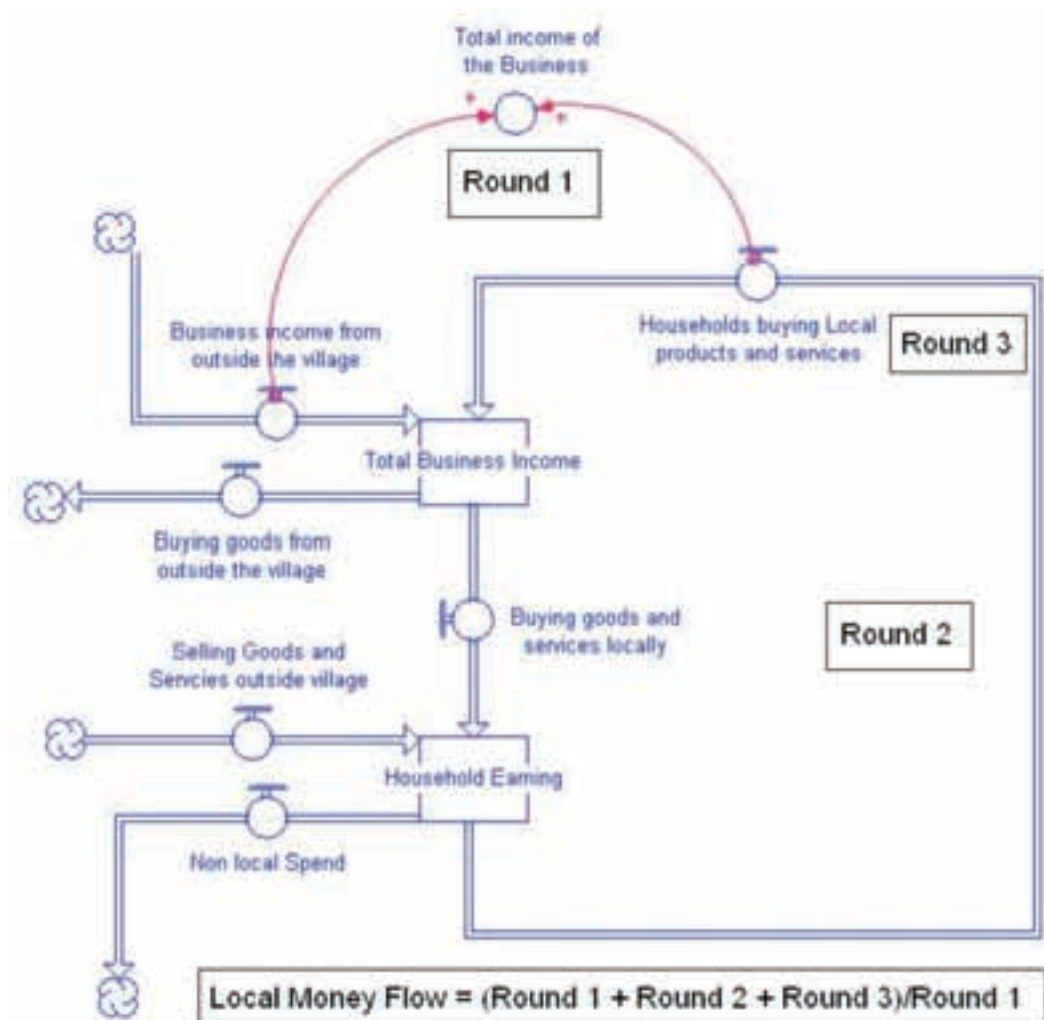 Total income of
the Business
+
+
Round 1
Business income from
outside the village
Households buying Local
products and services
Round 3
Total Business Income
Buying goods from
outside the village
Buying goods and
services locally
Round 2
Selling Goods and
Servcies outside village
Household Earning
Non local Spend
Local Money Flow = (Round 1 + Round 2 + Round 3)/Round 1